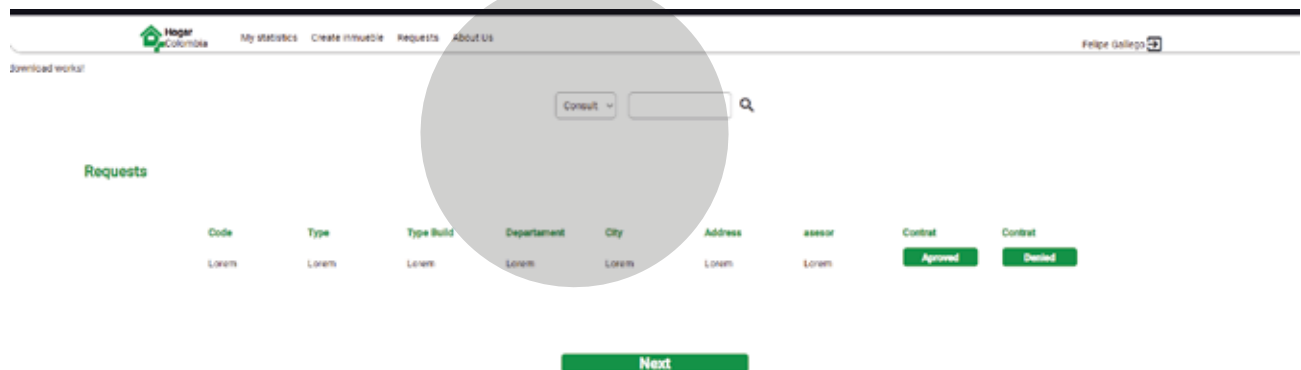 Hogar
Colombia
My statistics Create inmueble Requests About Us
Felipe Gallego
download works!
Consult
Requests
Code Type Type Build Departament City Address asesor Contrat Contrat
Lorem Lorem Lorem Lorem Lorem Lorem Lorem Aproved Denied
Next